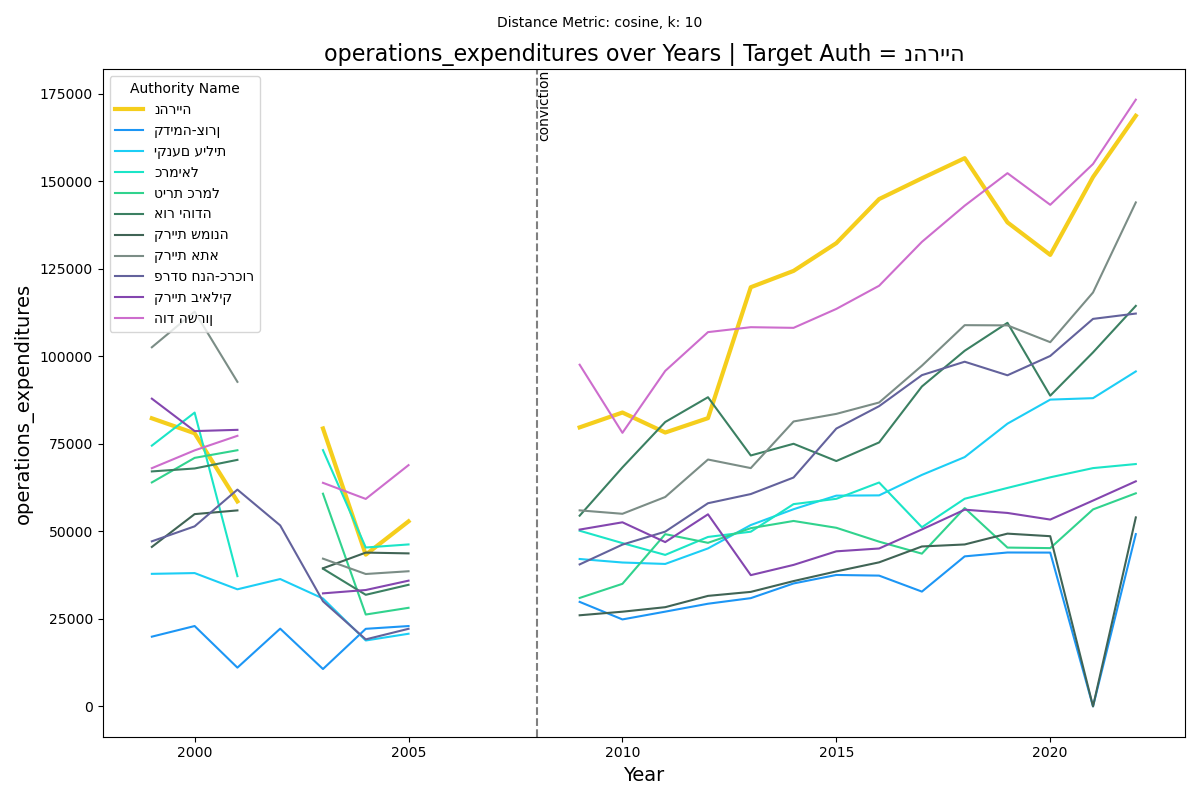 Distance Metric: cosine, k: 10
operations_expenditures over Years | Target Auth = נהרייה
Authority Name
נהרייה
קדימה-צורן
יקנעם עילית
כרמיאל
טירת כרמל
אור יהודה
קריית שמונה
קריית אתא
פרדס חנה-כרכור
קריית ביאליק
הוד השרון
conviction
operations_expenditures
175000
150000
125000
100000
75000
50000
25000
0
2000
2005
2010
2015
2020
Year